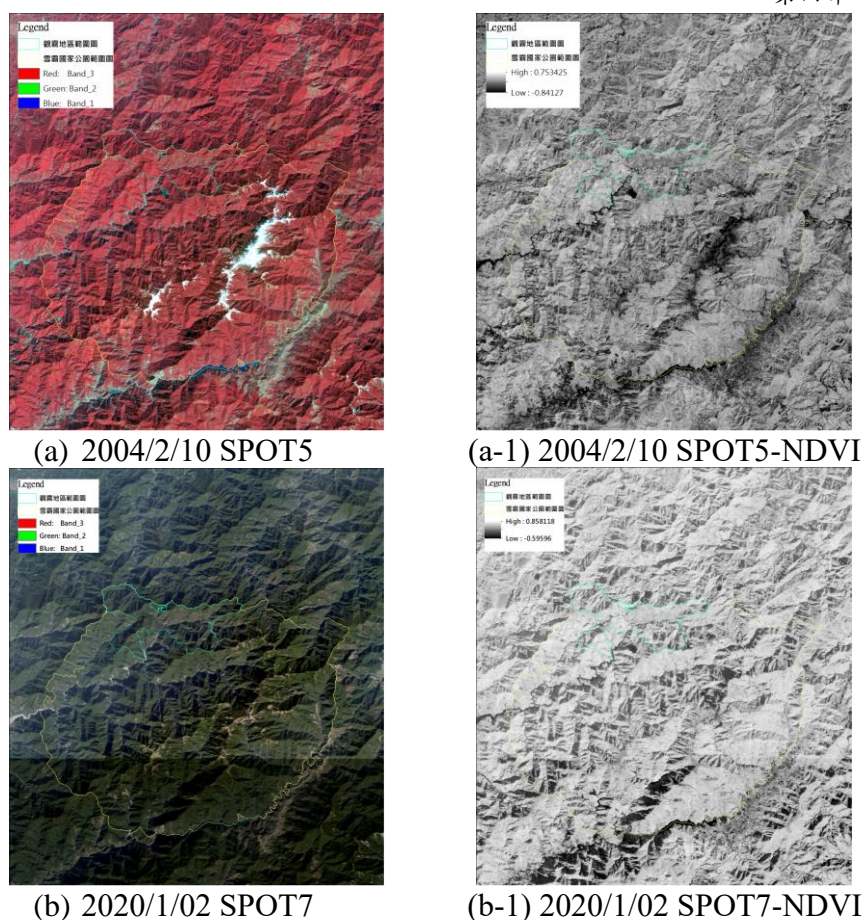 Legend
觀霧地區範圍圖
雪霸國家公園範圍圖
Red: Band_3
Green: Band_2
Blue: Band_1
Legend
觀霧地區範圍圖
雪霸國家公園範圍圖
High : 0.753425
Low : -0.84127
(a) 2004/2/10 SPOT5
(a-1) 2004/2/10 SPOT5-NDVI
Legend
觀霧地區範圍圖
雪霸國家公園範圍圖
Red: Band_3
Green: Band_2
Blue: Band_1
Legend
觀霧地區範圍圖
雪霸國家公園範圍圖
High : 0.858118
Low : -0.59596
(b) 2020/1/02 SPOT7
(b-1) 2020/1/02 SPOT7-NDVI